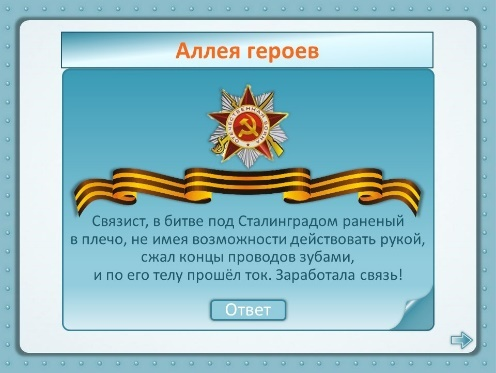 Аллея героев
Связист, в битве под Сталинградом раненый
в плечо, не имея возможности действовать рукой,
сжал концы проводов зубами,
и по его телу прошёл ток. Заработала связь!
Ответ